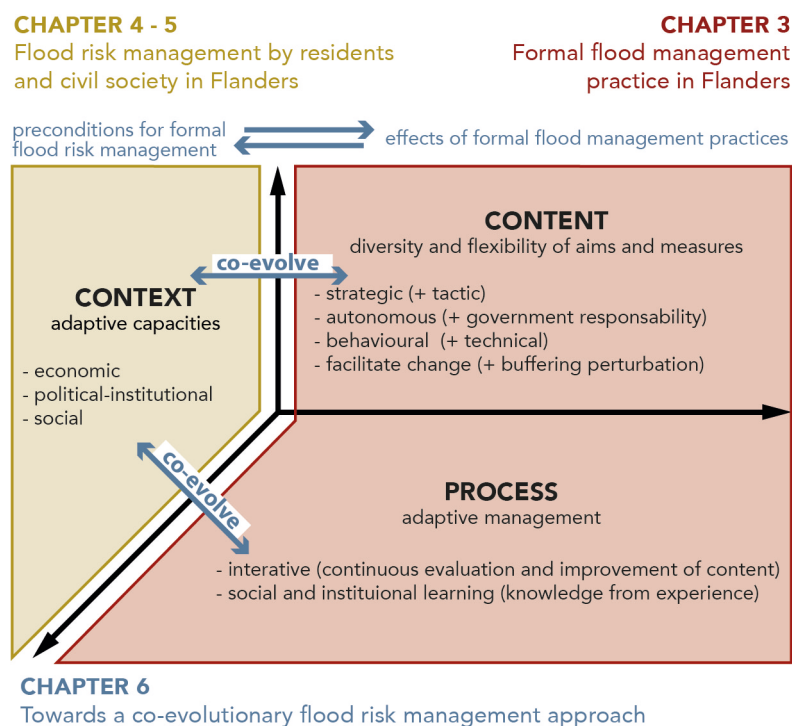 CHAPTER 4 - 5
Flood risk management by residents
and civil society in Flanders
CHAPTER 3
Formal flood management
practice in Flanders
preconditions for formal
flood risk management
effects of formal flood management practices
CONTEXT
adaptive capacities
- economic
- political-institutional
- social
co-evolve
CONTENT
diversity and flexibility of aims and measures
- strategic (+ tactic)
- autonomous (+ government responsability)
- behavioural (+ technical)
- facilitate change (+ buffering perturbation)
co-evolve
PROCESS
adaptive management
- interative (continuous evaluation and improvement of content)
- social and instituional learning (knowledge from experience)
CHAPTER 6
Towards a co-evolutionary flood risk management approach